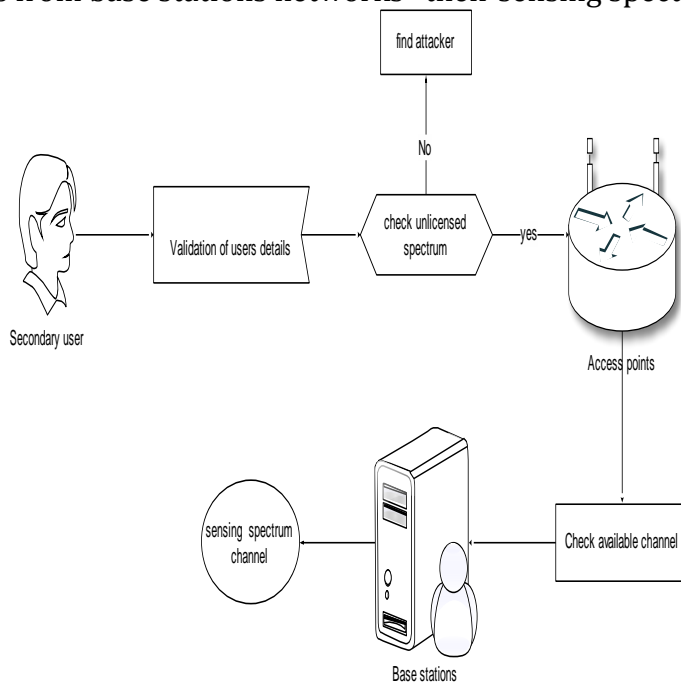 from base stations networks sensing
find attacker
No
check unlicensed
spectrum
yes
Validation of users details
Secondary user
Access points
sensing spectrum
channel
Check available channel
Base stations